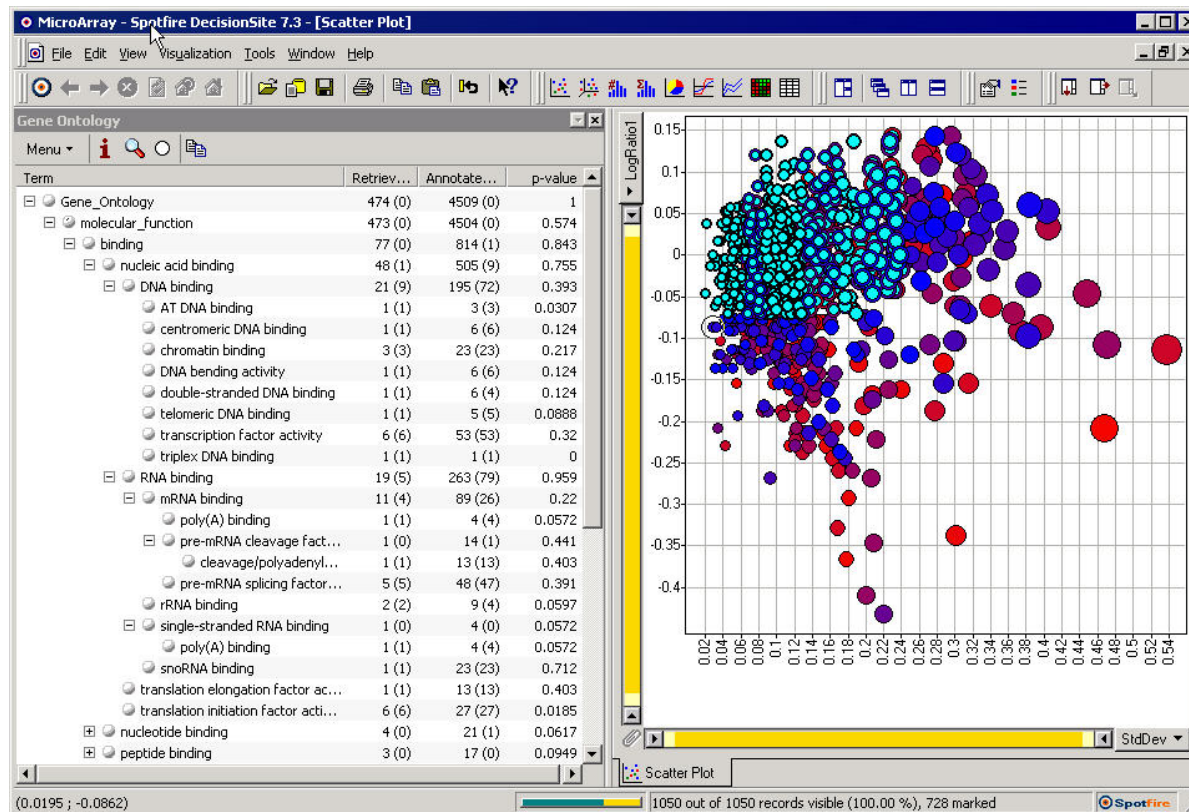 MicroArray - Spotfire DecisionSite 7.3 - [Scatter Plot]
File Edit View Visualization Tools Window Help
Gene Ontology
Menu
Term Retriev... Annotate... p-value
Gene_Ontology 474 (0) 4509 (0) 1
molecular_function 473 (0) 4504 (0) 0.574
binding 77 (0) 814 (1) 0.843
nucleic acid binding 48 (1) 505 (9) 0.755
DNA binding 21 (9) 195 (72) 0.393
AT DNA binding 1 (1) 3 (3) 0.0307
centromeric DNA binding 1 (1) 6 (6) 0.124
chromatin binding 3 (3) 23 (23) 0.217
DNA bending activity 1 (1) 6 (6) 0.124
double-stranded DNA binding 1 (1) 6 (4) 0.124
telomeric DNA binding 1 (1) 5 (5) 0.0888
transcription factor activity 6 (6) 53 (53) 0.32
triplex DNA binding 1 (1) 1 (1) 0
RNA binding 19 (5) 263 (79) 0.959
mRNA binding 11 (4) 89 (26) 0.22
poly(A) binding 1 (1) 4 (4) 0.0572
pre-mRNA cleavage fact... 1 (0) 14 (1) 0.441
cleavage/polyadenyl... 1 (1) 13 (13) 0.403
pre-mRNA splicing factor... 5 (5) 48 (47) 0.391
rRNA binding 2 (2) 9 (4) 0.0597
single-stranded RNA binding 1 (0) 4 (0) 0.0572
poly(A) binding 1 (1) 4 (4) 0.0572
snoRNA binding 1 (1) 23 (23) 0.712
translation elongation factor ac... 1 (1) 13 (13) 0.403
translation initiation factor acti... 6 (6) 27 (27) 0.0185
nucleotide binding 4 (0) 21 (1) 0.0617
peptide binding 3 (0) 17 (0) 0.0949
LogRatio1
0.15
0.1
0.05
0
-0.05
-0.1
-0.15
-0.2
-0.25
-0.3
-0.35
-0.4
0.02 0.04 0.06 0.08 0.1 0.12 0.14 0.16 0.18 0.2 0.22 0.24 0.26 0.28 0.3 0.32 0.34 0.36 0.38 0.4 0.42 0.44 0.46 0.48 0.5 0.52 0.54
StdDev
Scatter Plot
(0.0195 ; -0.0862) 1050 out of 1050 records visible (100.00 %), 728 marked Spotfire